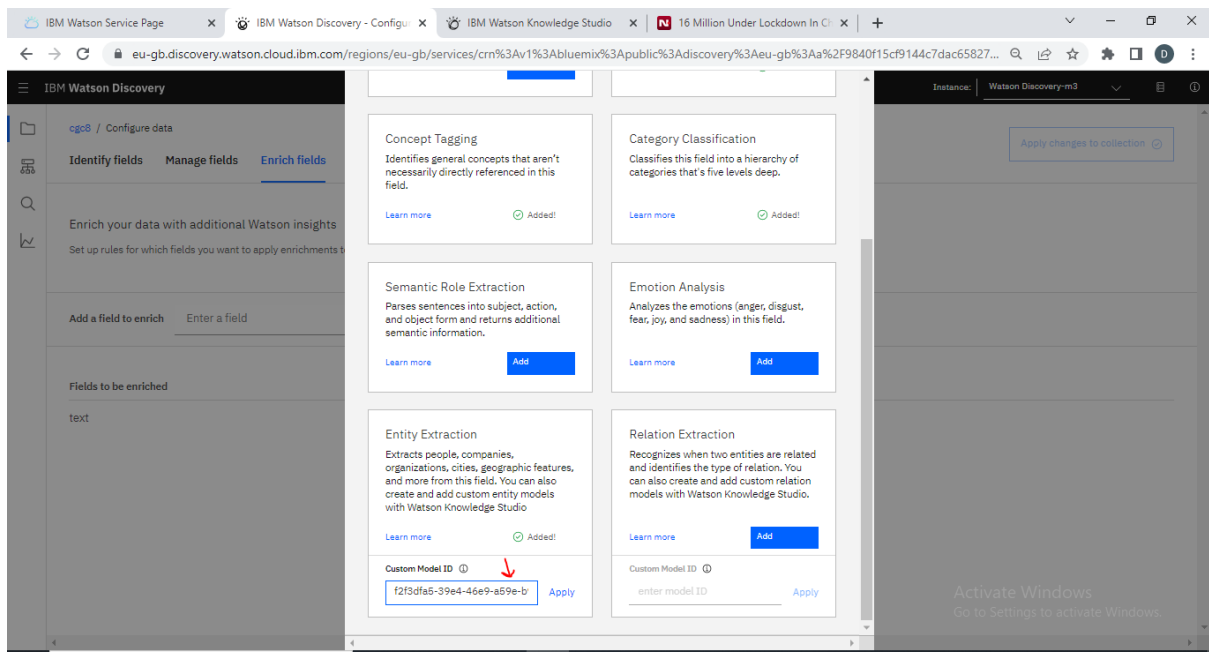 IBM Watson Service Page
IBM Watson Discovery - Configur
IBM Watson Knowledge Studio
16 Million Under Lockdown In Ch
eu-gb.discovery.watson.cloud.ibm.com/regions/eu-gb/services/crn%3Av1%3Abluemix%3Apublic%3Adiscovery%3Aeu-gb%3Aa%2F9840f15cf9144c7dac65827...
D
IBM Watson Discovery
Instance:
Watson Discovery-m3
cgc8 / Configure data
Apply changes to collection
Identify fields
Manage fields
Enrich fields
Enrich your data with additional Watson insights
Set up rules for which fields you want to apply enrichments
Add a field to enrich
Enter a field
Fields to be enriched
text
Concept Tagging
Identifies general concepts that aren't
necessarily directly referenced in this
field.
Learn more
Added!
Category Classification
Classifies this field into a hierarchy of
categories that's five levels deep.
Learn more
Added!
Semantic Role Extraction
Parses sentences into subject, action,
and object form and returns additional
semantic information.
Learn more
Add
Emotion Analysis
Analyzes the emotions (anger, disgust,
fear, joy, and sadness) in this field.
Learn more
Add
Entity Extraction
Extracts people, companies,
organizations, cities, geographic features,
and more from this field. You can also
create and add custom entity models
with Watson Knowledge Studio
Learn more
Added!
Custom Model ID
f2f3dfa5-39e4-46e9-a59e-b
Apply
Relation Extraction
Recognizes when two entities are related
and identifies the type of relation. You
can also create and add custom relation
models with Watson Knowledge Studio.
Learn more
Add
Custom Model ID
enter model ID
Apply
Activate Windows
Go to Settings to activate Windows.